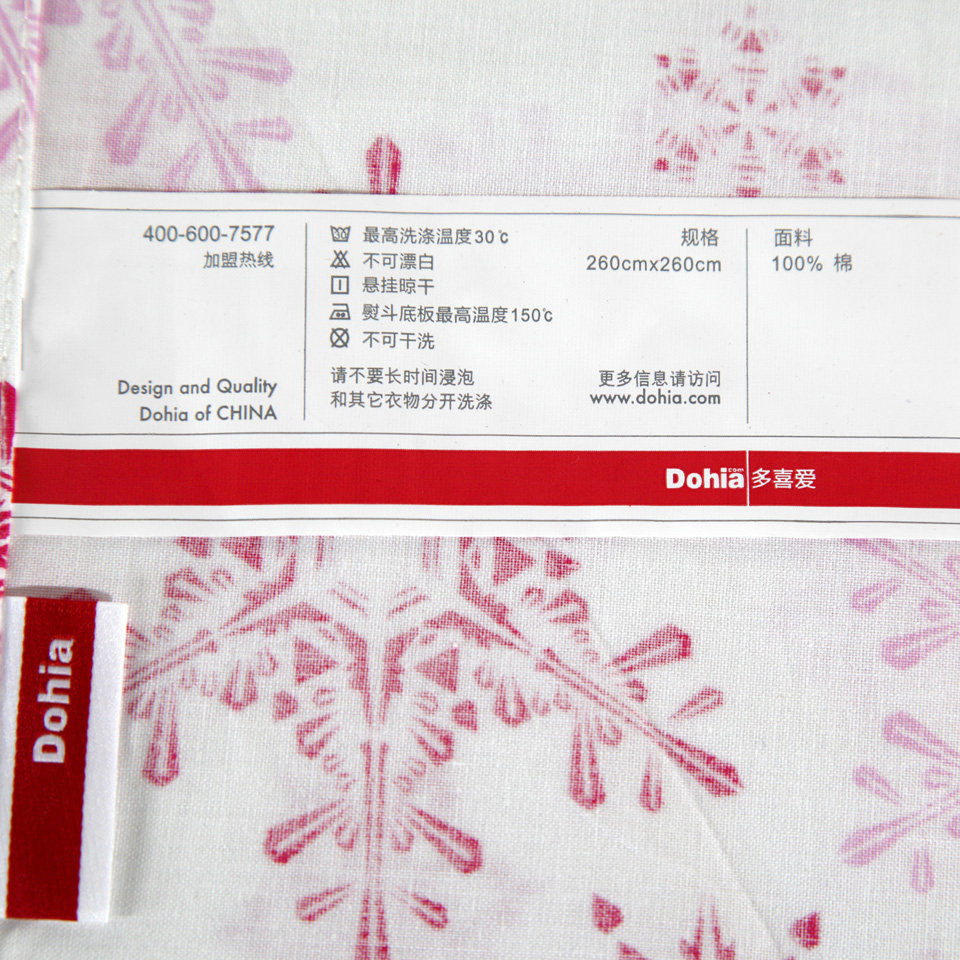 400-600-7577
加盟热线
Design and Quality
Dohia of CHINA
最高洗涤温度30℃
不可漂白
悬挂晾干
熨斗底板最高温度150℃
不可干洗
请不要长时间浸泡
和其它衣物分开洗涤
规格
260cmx260cm
更多信息请访问
www.dohia.com
面料
100% 棉
Dohia.com 多喜爱
Dohia